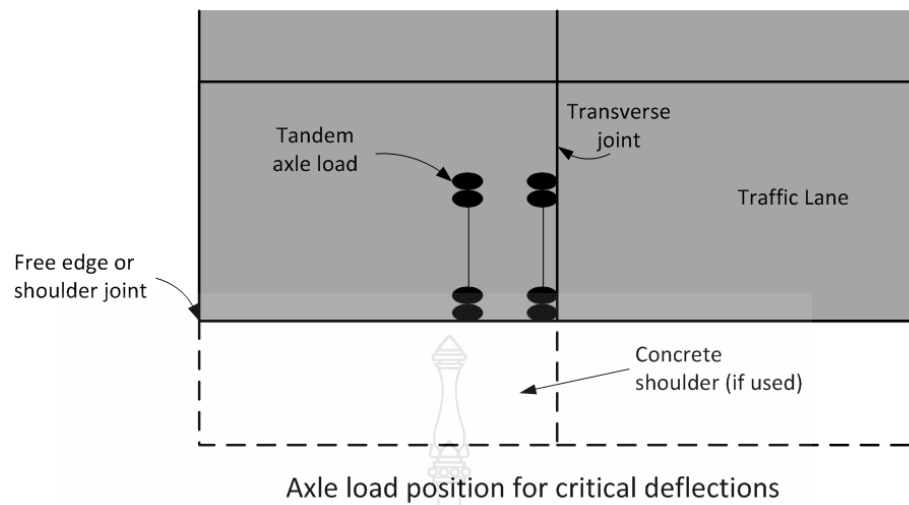 Tandem
axle load
Transverse
joint
Traffic Lane
Free edge or
shoulder joint
Concrete
shoulder (if used)
Axle load position for critical deflections